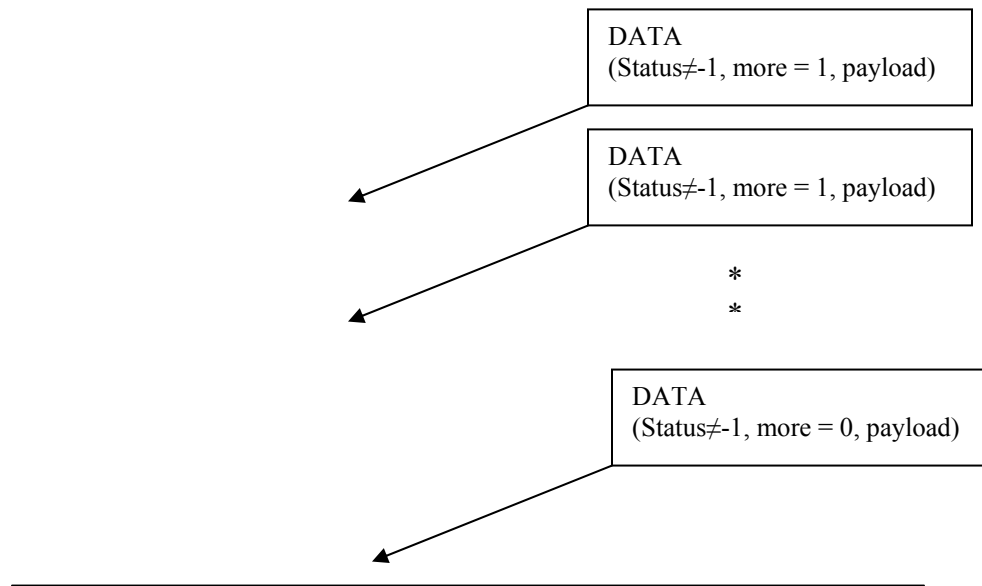 DATA
(Status≠-1, more = 1, payload)
DATA
(Status≠-1, more = 1, payload)
*
*
DATA
(Status≠-1, more = 0, payload)